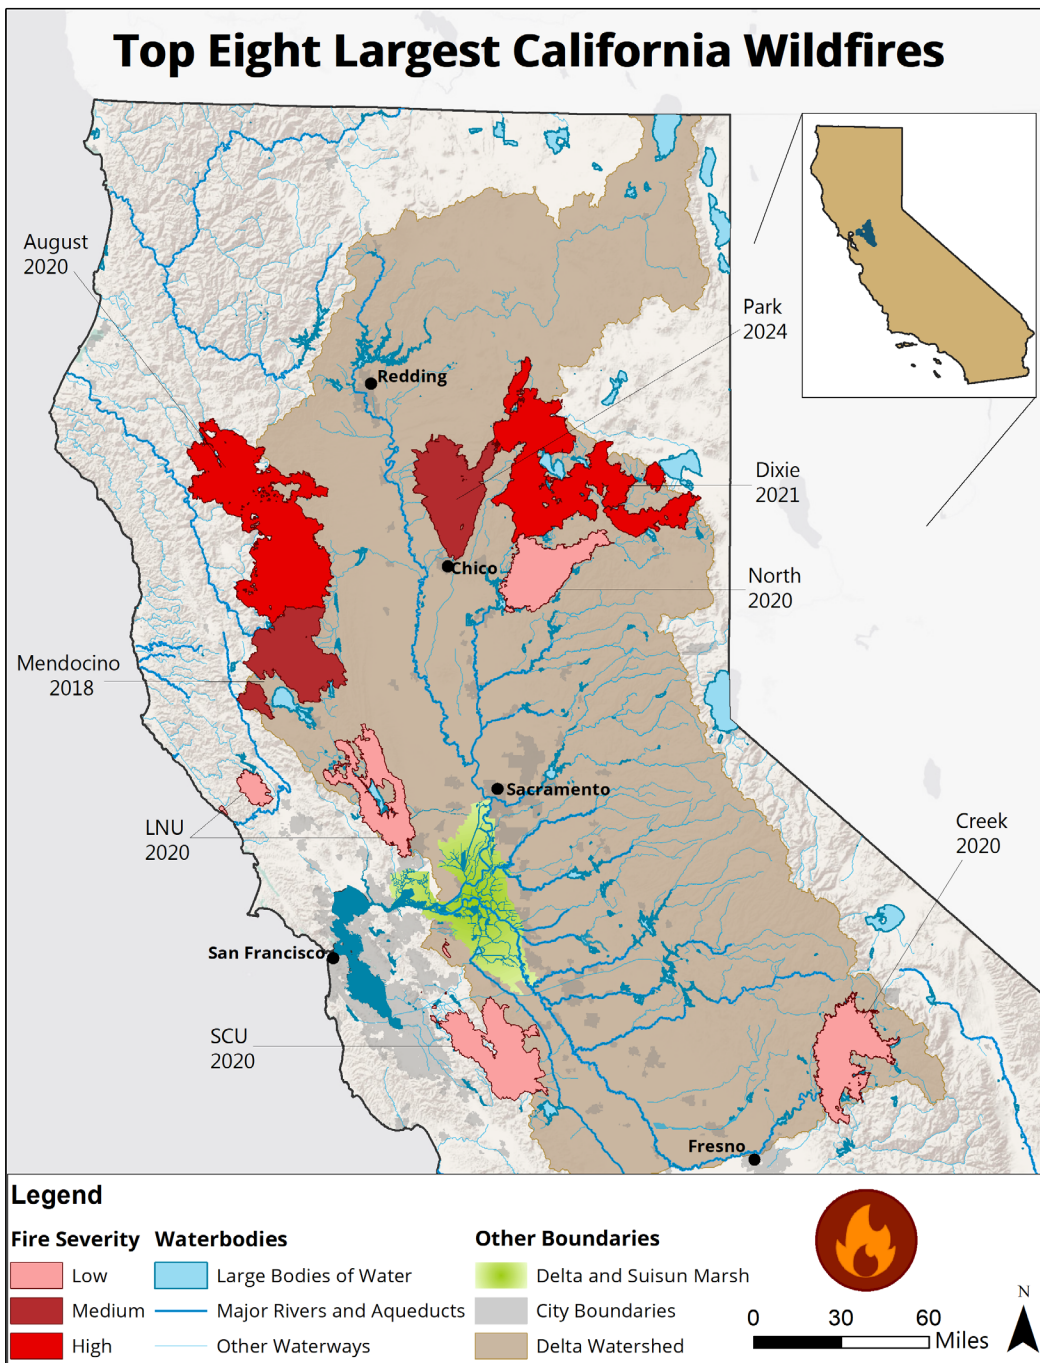 Top Eight Largest California Wildfires
August
2020
Park
2024
Redding
Dixie
2021
Chico
North
2020
Mendocino
2018
Sacramento
LNU
2020
Creek
2020
San Francisco
SCU
2020
Fresno
Legend
Fire Severity
Low
Medium
High
Waterbodies
Large Bodies of Water
Major Rivers and Aqueducts
Other Waterways
Other Boundaries
Delta and Suisun Marsh
City Boundaries
Delta Watershed
0 30 60
Miles
N